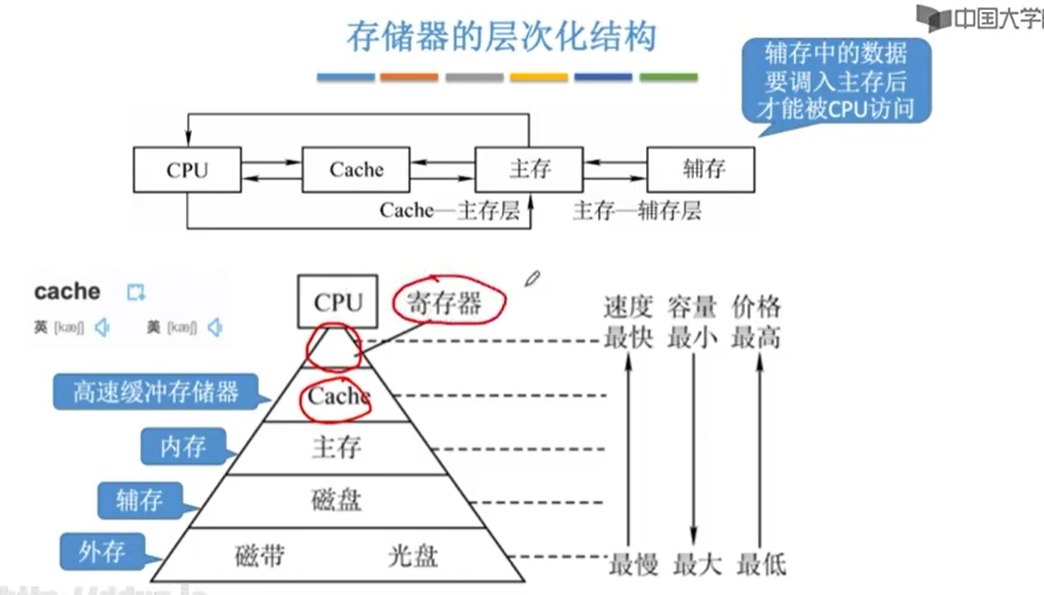 存储器的层次化结构
中国大学
辅存中的数据
要调入主存后
才能被CPU访问
CPU
Cache
主存
辅存
Cache—主存层
主存—辅存层
cache
英 [kæʃ]
美 [kæʃ]
CPU
寄存器
速度 容量 价格
最快 最小 最高
高速缓冲存储器
Cache
内存
主存
辅存
磁盘
外存
磁带
光盘
最慢 最大 最低